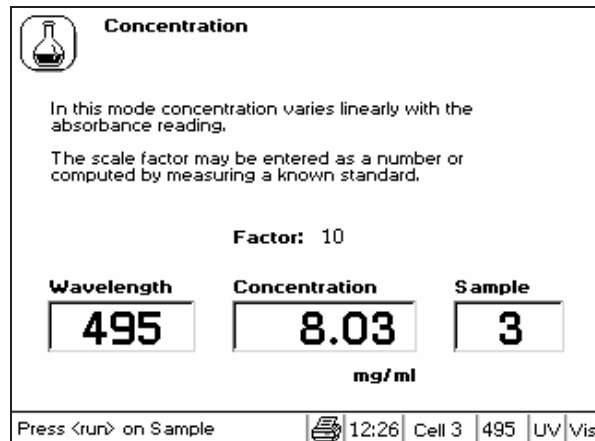 Concentration
In this mode concentration varies linearly with the
absorbance reading.
The scale factor may be entered as a number or
computed by measuring a known standard.
Factor: 10
Wavelength Concentration Sample
495 8.03 3
mg/ml
Press <run> on Sample 12:26 Cell 3 495 UV Vis